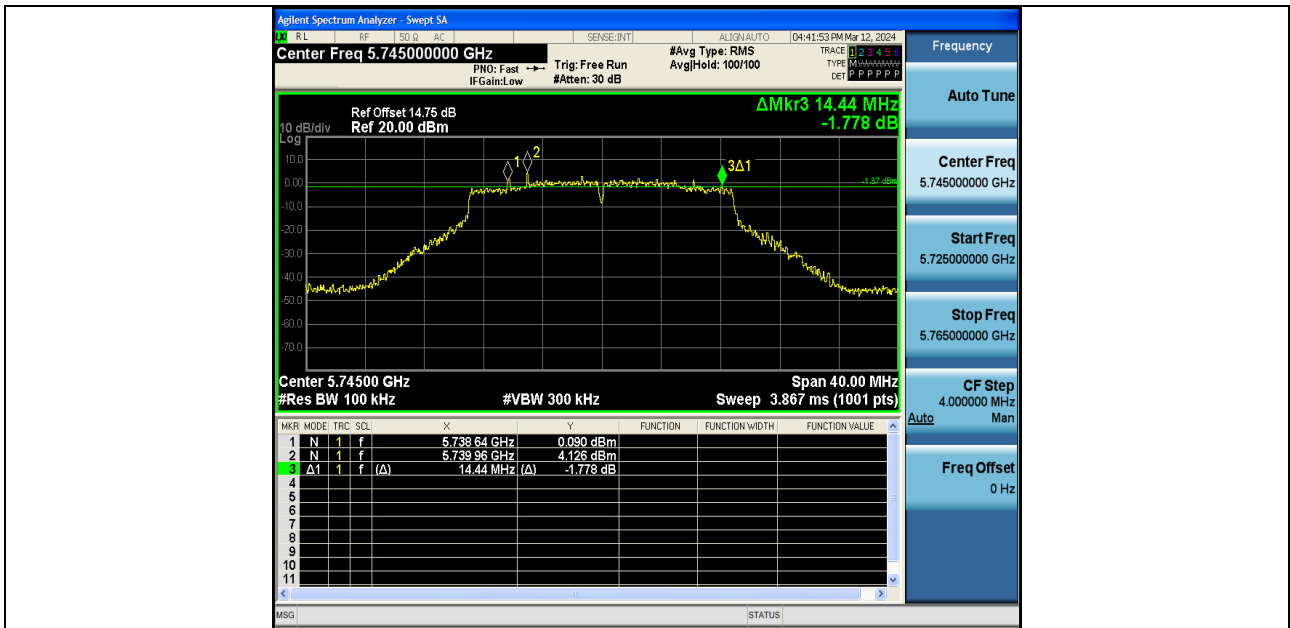 Agilent Spectrum Analyzer - Swept SA
LXI RL RF 50 Ω AC SENSE:INT ALIGNAUTO 04:41:53 PM Mar 12, 2024
Center Freq 5.745000000 GHz
#Avg Type: RMS
TRACE 1 2 3 4 5 6
PNO: Fast
Trig: Free Run
Avg|Hold: 100/100
TYPE M
IFGain:Low
#Atten: 30 dB
DET P P P P P P
ΔMkr3 14.44 MHz
-1.778 dB
Ref Offset 14.75 dB
10 dB/div Ref 20.00 dBm
Log
10.0
0.00
-10.0
-20.0
-30.0
-40.0
-50.0
-60.0
-70.0
1
2
3Δ1
-1.87 dBm
Center 5.74500 GHz Span 40.00 MHz
#Res BW 100 kHz #VBW 300 kHz Sweep 3.867 ms (1001 pts)
MKR MODE TRC SCL X Y FUNCTION FUNCTION WIDTH FUNCTION VALUE
1 N 1 f 5.738 64 GHz 0.090 dBm
2 N 1 f 5.739 96 GHz 4.126 dBm
3 Δ1 1 f (Δ) 14.44 MHz (Δ) -1.778 dB
4
5
6
7
8
9
10
11
MSG STATUS
Frequency
Auto Tune
Center Freq
5.745000000 GHz
Start Freq
5.725000000 GHz
Stop Freq
5.765000000 GHz
CF Step
4.000000 MHz
Auto Man
Freq Offset
0 Hz